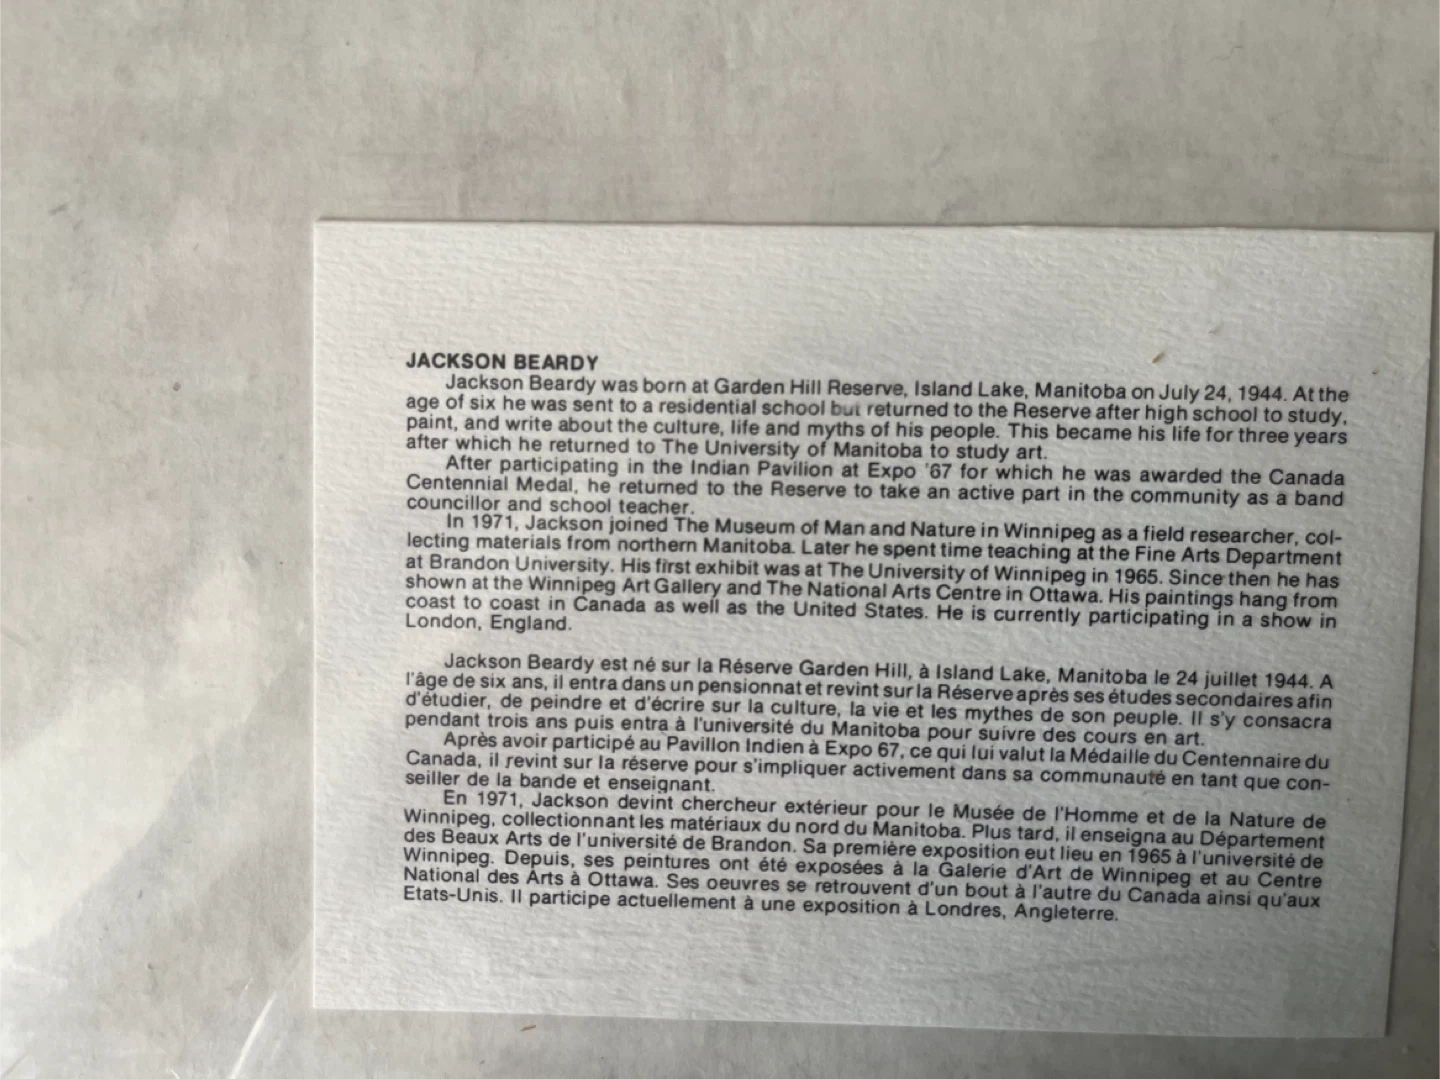 JACKSON BEARDY
Jackson Beardy was born at Garden Hill Reserve, Island Lake, Manitoba on July 24, 1944. At the
age of six he was sent to a residential school but returned to the Reserve after high school to study,
paint, and write about the culture, life and myths of his people. This became his life for three years
after which he returned to The University of Manitoba to study art.
After participating in the Indian Pavilion at Expo '67 for which he was awarded the Canada
Centennial Medal, he returned to the Reserve to take an active part in the community as a band
councillor and school teacher.
In 1971, Jackson joined The Museum of Man and Nature in Winnipeg as a field researcher, col-
lecting materials from northern Manitoba. Later he spent time teaching at the Fine Arts Department
at Brandon University. His first exhibit was at The University of Winnipeg in 1965. Since then he has
shown at the Winnipeg Art Gallery and The National Arts Centre in Ottawa. His paintings hang from
coast to coast in Canada as well as the United States. He is currently participating in a show in
London, England.
Jackson Beardy est né sur la Réserve Garden Hill, à Island Lake, Manitoba le 24 juillet 1944. A
l'âge de six ans, il entra dans un pensionnat et revint sur la Réserve après ses études secondaires afin
d'étudier, de peindre et d'écrire sur la culture, la vie et les mythes de son peuple. Il s'y consacra
pendant trois ans puis entra à l'université du Manitoba pour suivre des cours en art.
Après avoir participé au Pavillon Indien à Expo 67, ce qui lui valut la Médaille du Centennaire du
Canada, il revint sur la réserve pour s'impliquer activement dans sa communauté en tant que con-
seiller de la bande et enseignant.
En 1971, Jackson devint chercheur extérieur pour le Musée de l'Homme et de la Nature de
Winnipeg, collectionnant les matériaux du nord du Manitoba. Plus tard, il enseigna au Département
des Beaux Arts de l'université de Brandon. Sa première exposition eut lieu en 1965 à l'université de
Winnipeg. Depuis, ses peintures ont été exposées à la Galerie d'Art de Winnipeg et au Centre
National des Arts à Ottawa. Ses oeuvres se retrouvent d'un bout à l'autre du Canada ainsi qu'aux
Etats-Unis. Il participe actuellement à une exposition à Londres, Angleterre.